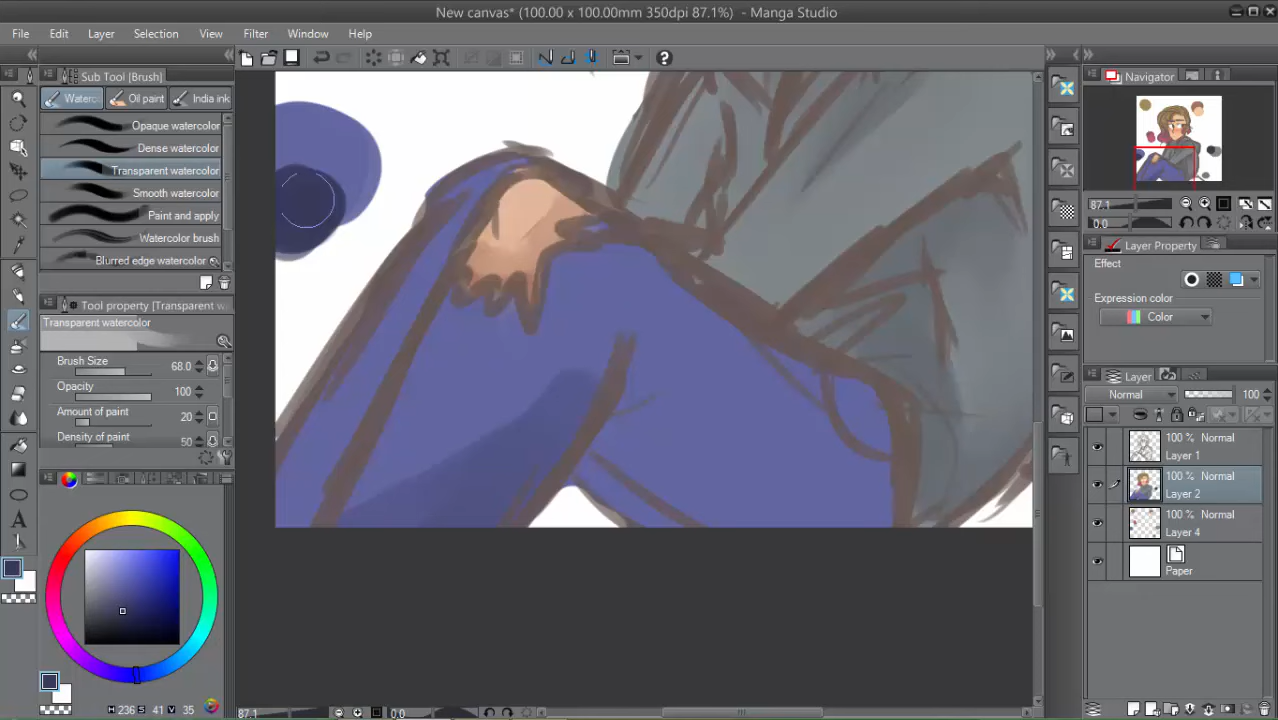 New canvas* (100.00 x 100.00mm 350dpi 87.1%) - Manga Studio
File Edit Layer Selection View Filter Window Help
Sub Tool [Brush]
Waterc Oil paint India ink
Opaque watercolor
Dense watercolor
Transparent watercolor
Smooth watercolor
Paint and apply
Watercolor brush
Blurred edge watercolor
Tool property [Transparent wa
Transparent watercolor
Brush Size 68.0
Opacity 100
Amount of paint 20
Density of paint 50
H 236 S 41 V 35
87.1 0.0
Navigator
87.1
0.0
Layer Property
Effect
Expression color
Color
Layer
Normal 100
100 % Normal
Layer 1
100 % Normal
Layer 2
100 % Normal
Layer 4
Paper